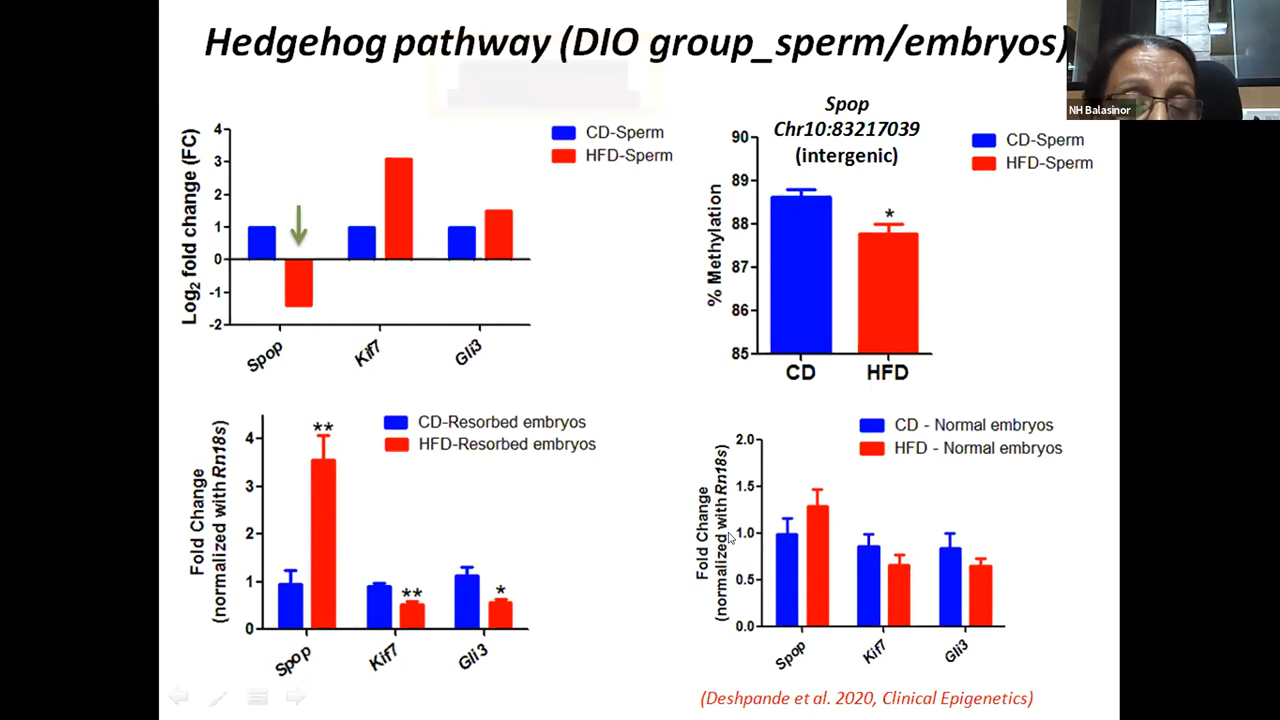 Hedgehog pathway (DIO group_sperm/embryos)
NH Balasinor
Log2 fold change (FC)
4
3
2
1
0
-1
-2
Spop
Kif7
Gli3
CD-Sperm
HFD-Sperm
Spop
Chr10:83217039
(intergenic)
% Methylation
90
89
88
87
86
85
*
CD
HFD
CD-Sperm
HFD-Sperm
Fold Change
(normalized with Rn18s)
4
3
2
1
0
**
**
*
Spop
Kif7
Gli3
CD-Resorbed embryos
HFD-Resorbed embryos
Fold Change
(normalized with Rn18s)
2.0
1.5
1.0
0.5
0.0
Spop
Kif7
Gli3
CD - Normal embryos
HFD - Normal embryos
(Deshpande et al. 2020, Clinical Epigenetics)